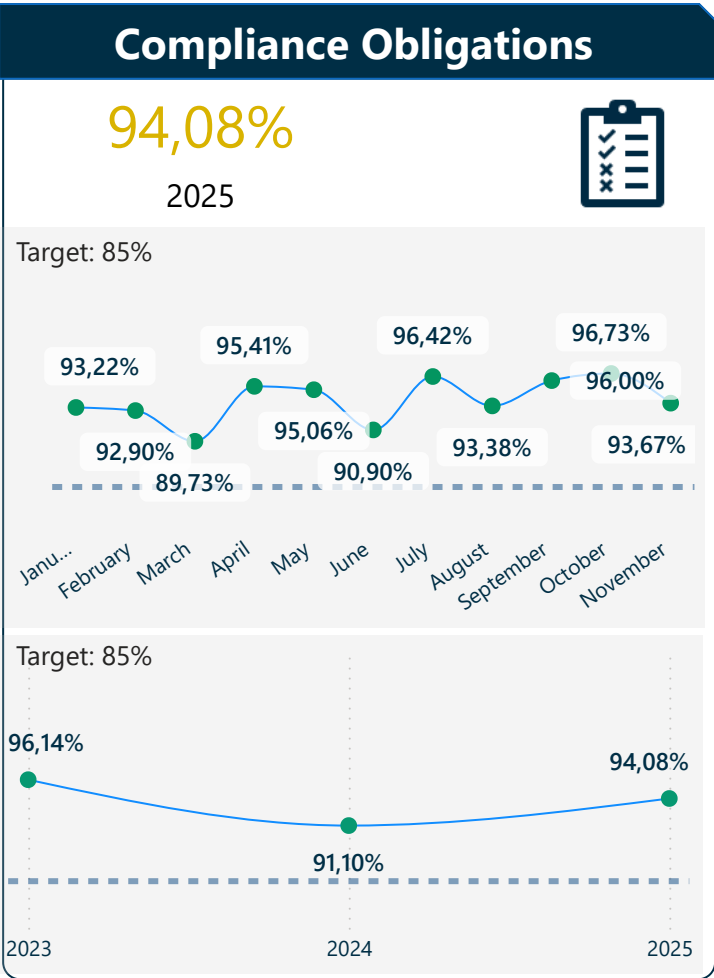 Compliance Obligations
94,08%
2025
Target: 85%
93,22%
92,90%
89,73%
95,41%
95,06%
90,90%
96,42%
93,38%
96,00%
96,73%
93,67%
Janu...
February
March
April
May
June
July
August
September
October
November
Target: 85%
96,14%
91,10%
94,08%
2023
2024
2025